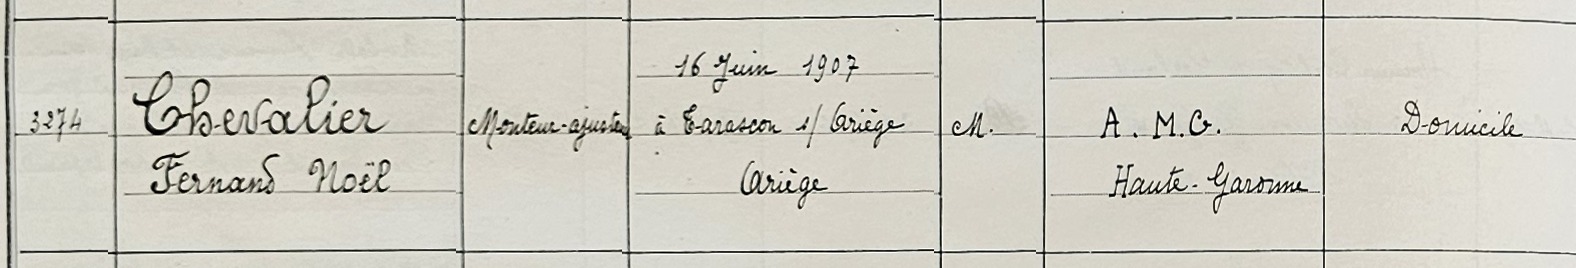 16 Juin 1907
3274 Chevalier Monteur-ajusteur à Tarascon s/ Ariège M. A. M. G. Domicile
Fernand Noël Ariège Haute-Garonne